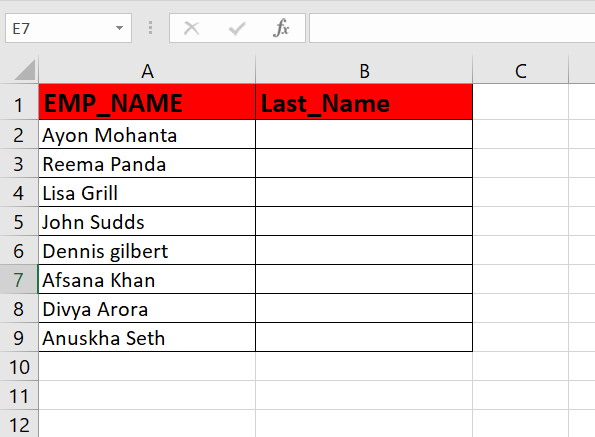 E7 fx
A B C
1 EMP_NAME Last_Name
2 Ayon Mohanta
3 Reema Panda
4 Lisa Grill
5 John Sudds
6 Dennis gilbert
7 Afsana Khan
8 Divya Arora
9 Anuskha Seth
10
11
12